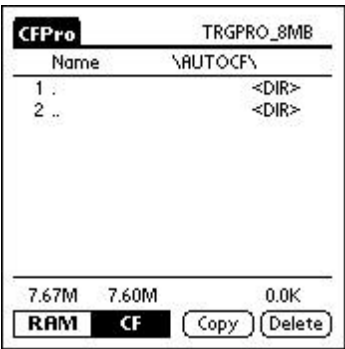 CFPro TRGPRO_8MB
Name \AUTOCF\
1 . <DIR>
2 .. <DIR>
7.67M 7.60M 0.0K
RAM CF Copy Delete